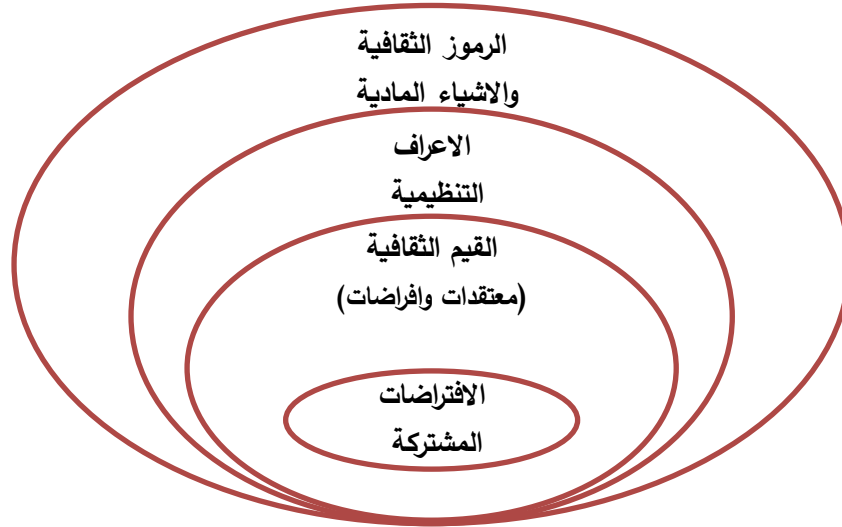 الرموز الثقافية
والاشياء المادية
الاعراف
التنظيمية
القيم الثقافية
(معتقدات وافراضات)
الافتراضات
المشتركة